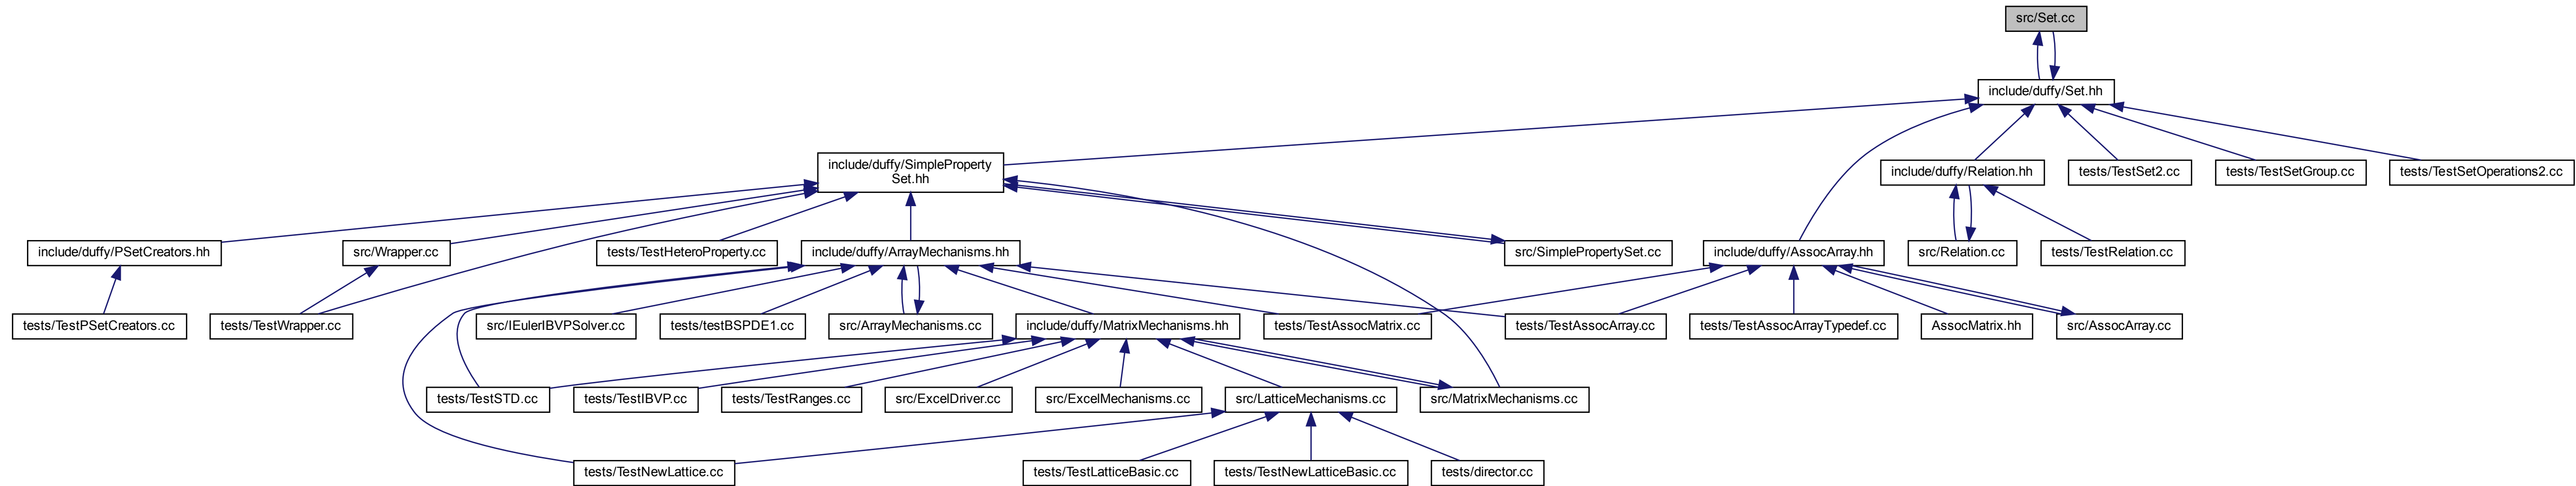 src/Set.cc
include/duffy/Set.hh
include/duffy/SimpleProperty
Set.hh
include/duffy/Relation.hh
tests/TestSet2.cc
tests/TestSetGroup.cc
tests/TestSetOperations2.cc
include/duffy/PSetCreators.hh
src/Wrapper.cc
tests/TestHeteroProperty.cc
include/duffy/ArrayMechanisms.hh
src/SimplePropertySet.cc
include/duffy/AssocArray.hh
src/Relation.cc
tests/TestRelation.cc
tests/TestPSetCreators.cc
tests/TestWrapper.cc
src/IEulerIBVPSolver.cc
tests/testBSPDE1.cc
src/ArrayMechanisms.cc
include/duffy/MatrixMechanisms.hh
tests/TestAssocMatrix.cc
tests/TestAssocArray.cc
tests/TestAssocArrayTypedef.cc
AssocMatrix.hh
src/AssocArray.cc
tests/TestSTD.cc
tests/TestIBVP.cc
tests/TestRanges.cc
src/ExcelDriver.cc
src/ExcelMechanisms.cc
src/LatticeMechanisms.cc
src/MatrixMechanisms.cc
tests/TestNewLattice.cc
tests/TestLatticeBasic.cc
tests/TestNewLatticeBasic.cc
tests/director.cc